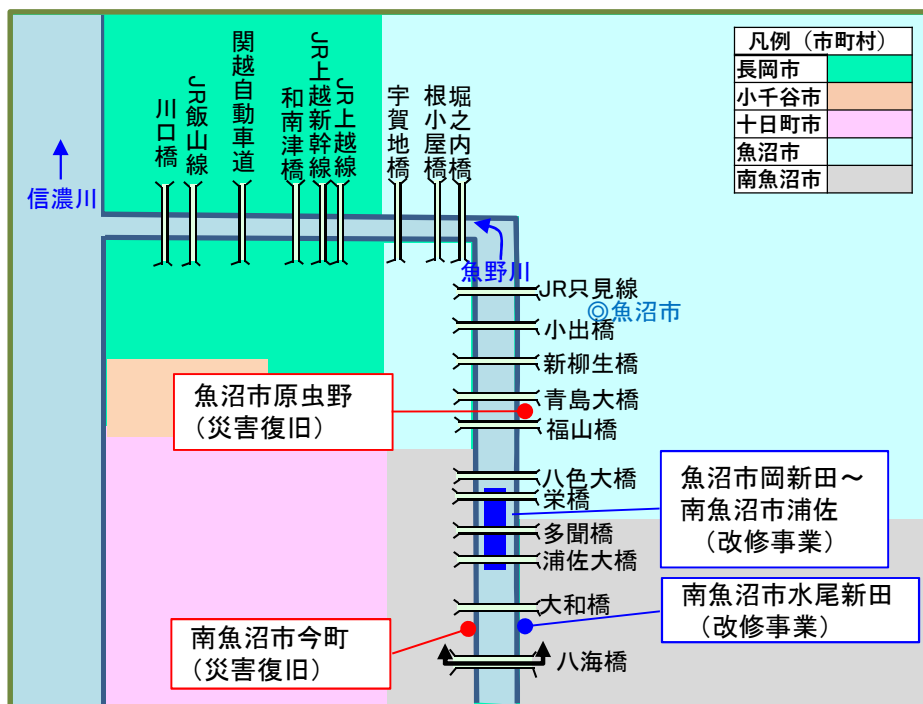 凡例（市町村）
長岡市
小千谷市
十日町市
魚沼市
南魚沼市
川口橋
JR飯山線
関越自動車道
和南津橋
JR上越新幹線
JR上越線
宇賀地橋
根小屋橋
堀之内橋
信濃川
魚野川
JR只見線
◎魚沼市
小出橋
新柳生橋
青島大橋
福山橋
魚沼市原虫野
（災害復旧）
八色大橋
栄橋
多聞橋
浦佐大橋
魚沼市岡新田～
南魚沼市浦佐
（改修事業）
大和橋
南魚沼市水尾新田
（改修事業）
南魚沼市今町
（災害復旧）
八海橋